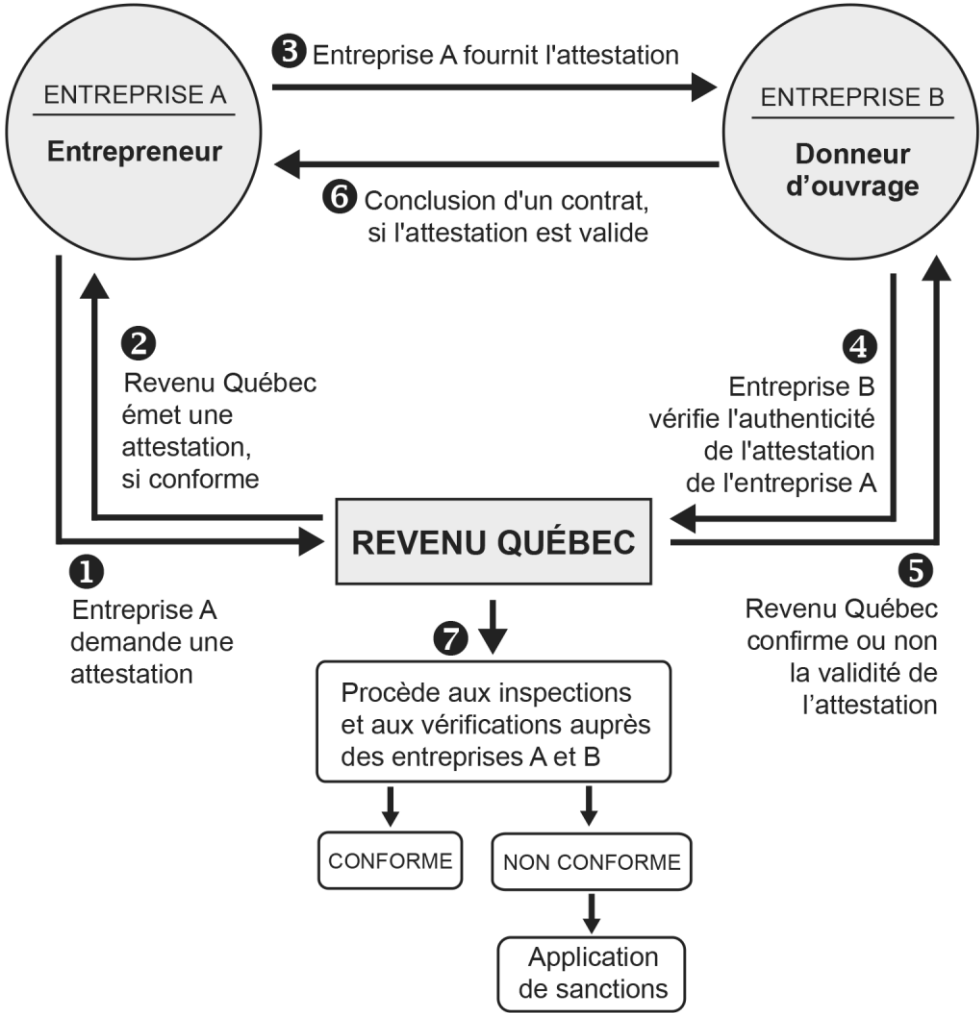 ❸ Entreprise A fournit l'attestation
ENTREPRISE A
Entrepreneur
ENTREPRISE B
Donneur
d’ouvrage
❻ Conclusion d'un contrat,
si l'attestation est valide
❷
Revenu Québec
émet une
attestation,
si conforme
❹
Entreprise B
vérifie l'authenticité
de l'attestation
de l'entreprise A
REVENU QUÉBEC
❶
Entreprise A
demande une
attestation
❺
Revenu Québec
confirme ou non
la validité de
l’attestation
❼
Procède aux inspections
et aux vérifications auprès
des entreprises A et B
CONFORME
NON CONFORME
Application
de sanctions